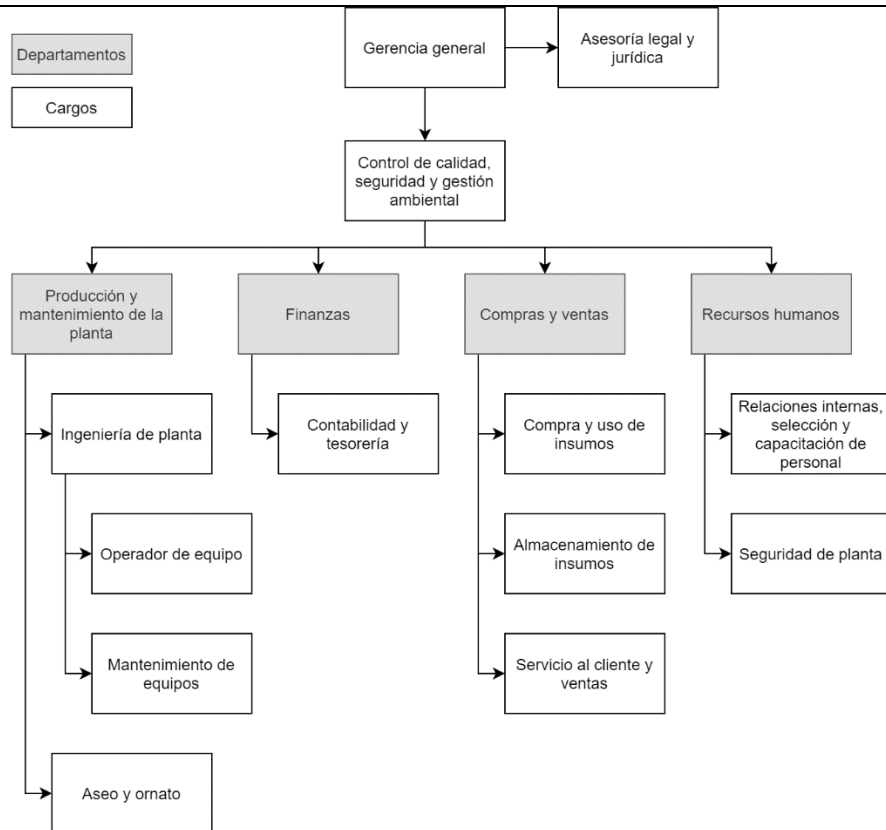 Departamentos
Cargos
Gerencia general
Asesoría legal y
jurídica
Control de calidad,
seguridad y gestión
ambiental
Producción y
mantenimiento de la
planta
Finanzas
Compras y ventas
Recursos humanos
Ingeniería de planta
Contabilidad y
tesorería
Compra y uso de
insumos
Relaciones internas,
selección y
capacitación de
personal
Operador de equipo
Almacenamiento de
insumos
Seguridad de planta
Mantenimiento de
equipos
Servicio al cliente y
ventas
Aseo y ornato